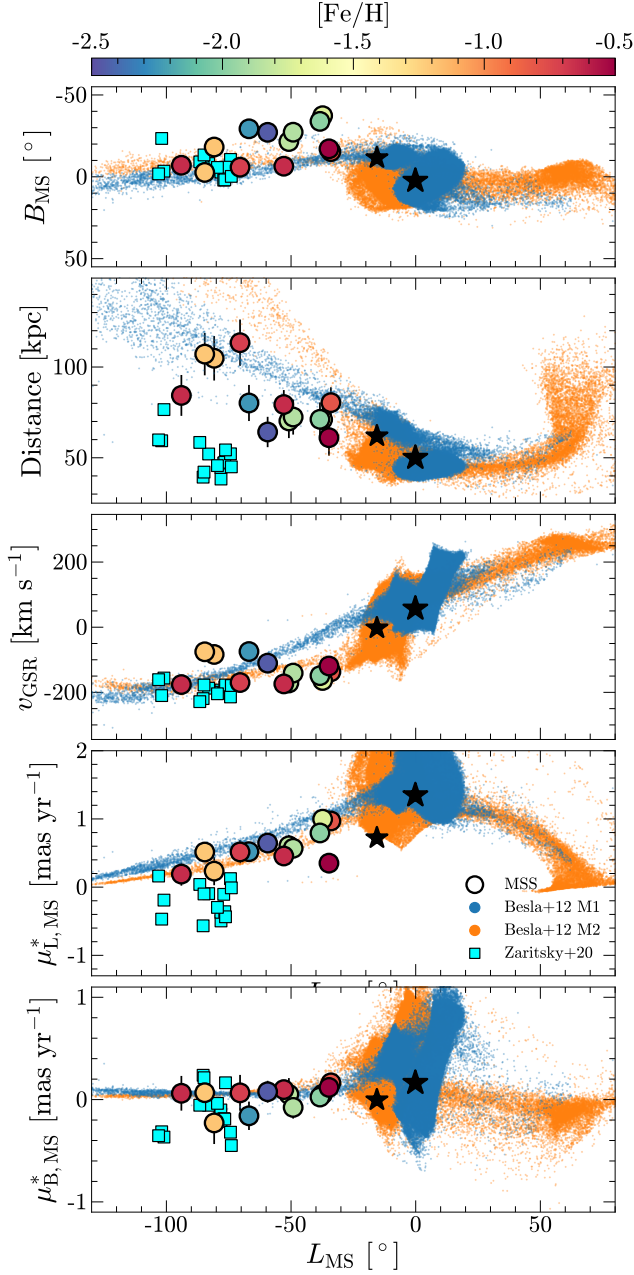 [Fe/H]
-2.5 -2.0 -1.5 -1.0 -0.5
-50
0
50
B_MS [°]
100
50
Distance [kpc]
200
0
-200
v_GSR [km s⁻¹]
2
1
0
-1
μ*_L,MS [mas yr⁻¹]
MSS
Besla+12 M1
Besla+12 M2
Zaritsky+20
1
0
-1
μ*_B,MS [mas yr⁻¹]
-100 -50 0 50
L_MS [°]